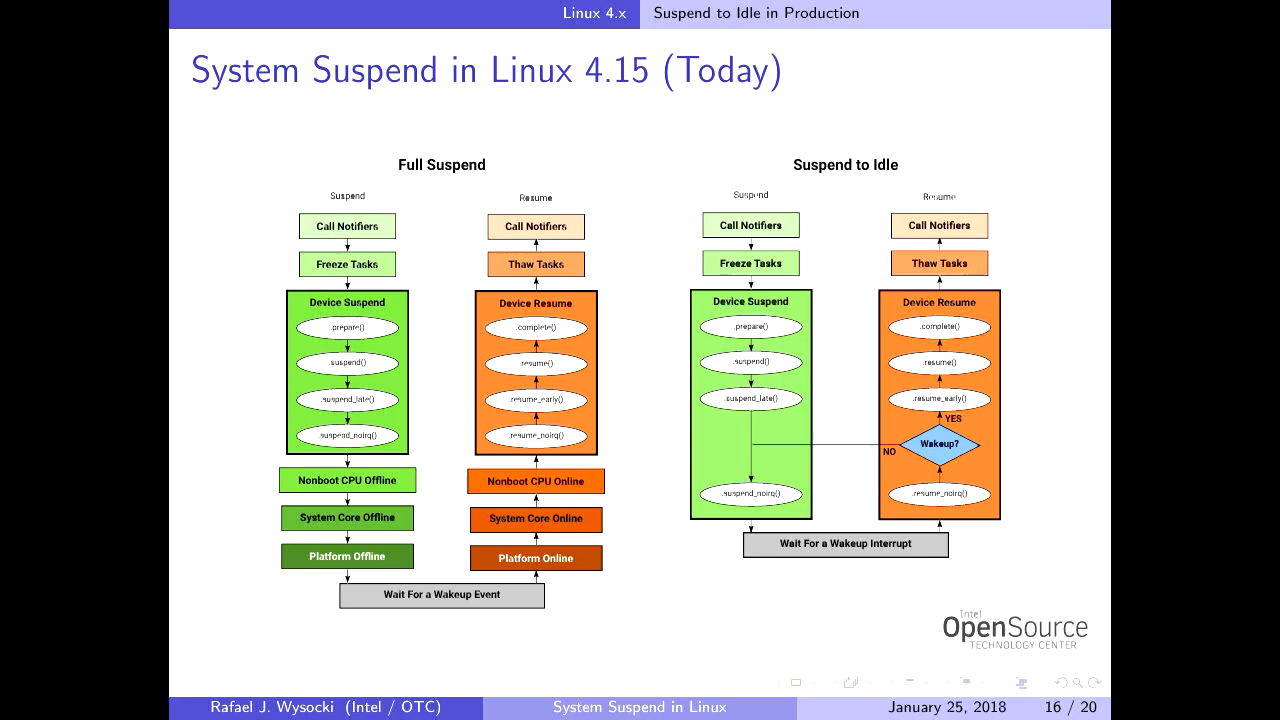 Linux 4.x Suspend to Idle in Production
System Suspend in Linux 4.15 (Today)
Full Suspend
Suspend
Resume
Call Notifiers
Call Notifiers
Freeze Tasks
Thaw Tasks
Device Suspend
.prepare()
.suspend()
.suspend_late()
.suspend_noirq()
Device Resume
.complete()
.resume()
.resume_early()
.resume_noirq()
Nonboot CPU Offline
Nonboot CPU Online
System Core Offline
System Core Online
Platform Offline
Platform Online
Wait For a Wakeup Event
Suspend to Idle
Suspend
Resume
Call Notifiers
Call Notifiers
Freeze Tasks
Thaw Tasks
Device Suspend
.prepare()
.suspend()
.suspend_late()
.suspend_noirq()
Device Resume
.complete()
.resume()
.resume_early()
YES
Wakeup?
NO
.resume_noirq()
Wait For a Wakeup Interrupt
Intel
OpenSource
TECHNOLOGY CENTER
Rafael J. Wysocki (Intel / OTC) System Suspend in Linux January 25, 2018 16 / 20